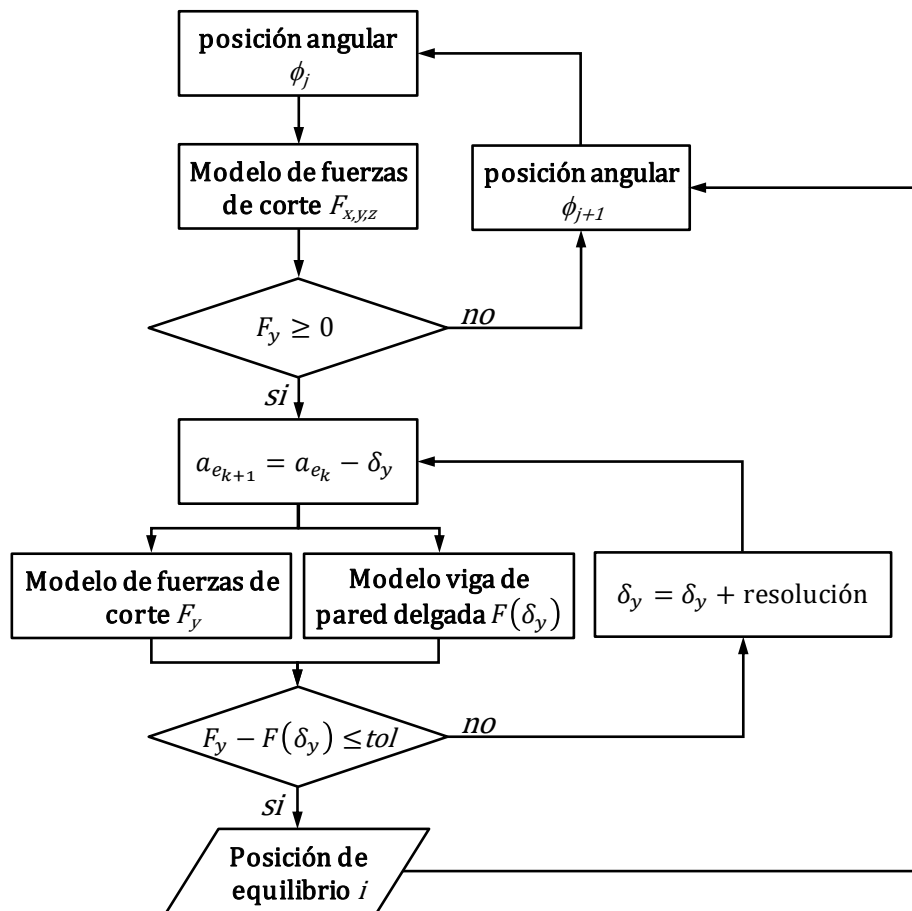 posición angular
ϕj
Modelo de fuerzas
de corte Fx,y,z
posición angular
ϕj+1
Fy ≥ 0
no
si
aek+1 = aek − δy
Modelo de fuerzas de
corte Fy
Modelo viga de
pared delgada F(δy)
δy = δy + resolución
Fy − F(δy) ≤tol
no
si
Posición de
equilibrio i